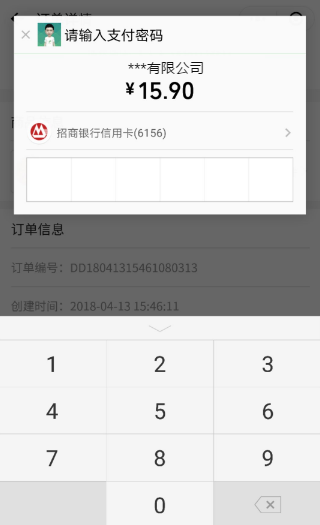 请输入支付密码
***有限公司
¥15.90
招商银行信用卡(6156)
订单信息
订单编号：DD18041315461080313
创建时间：2018-04-13 15:46:11
1 2 3
4 5 6
7 8 9
0